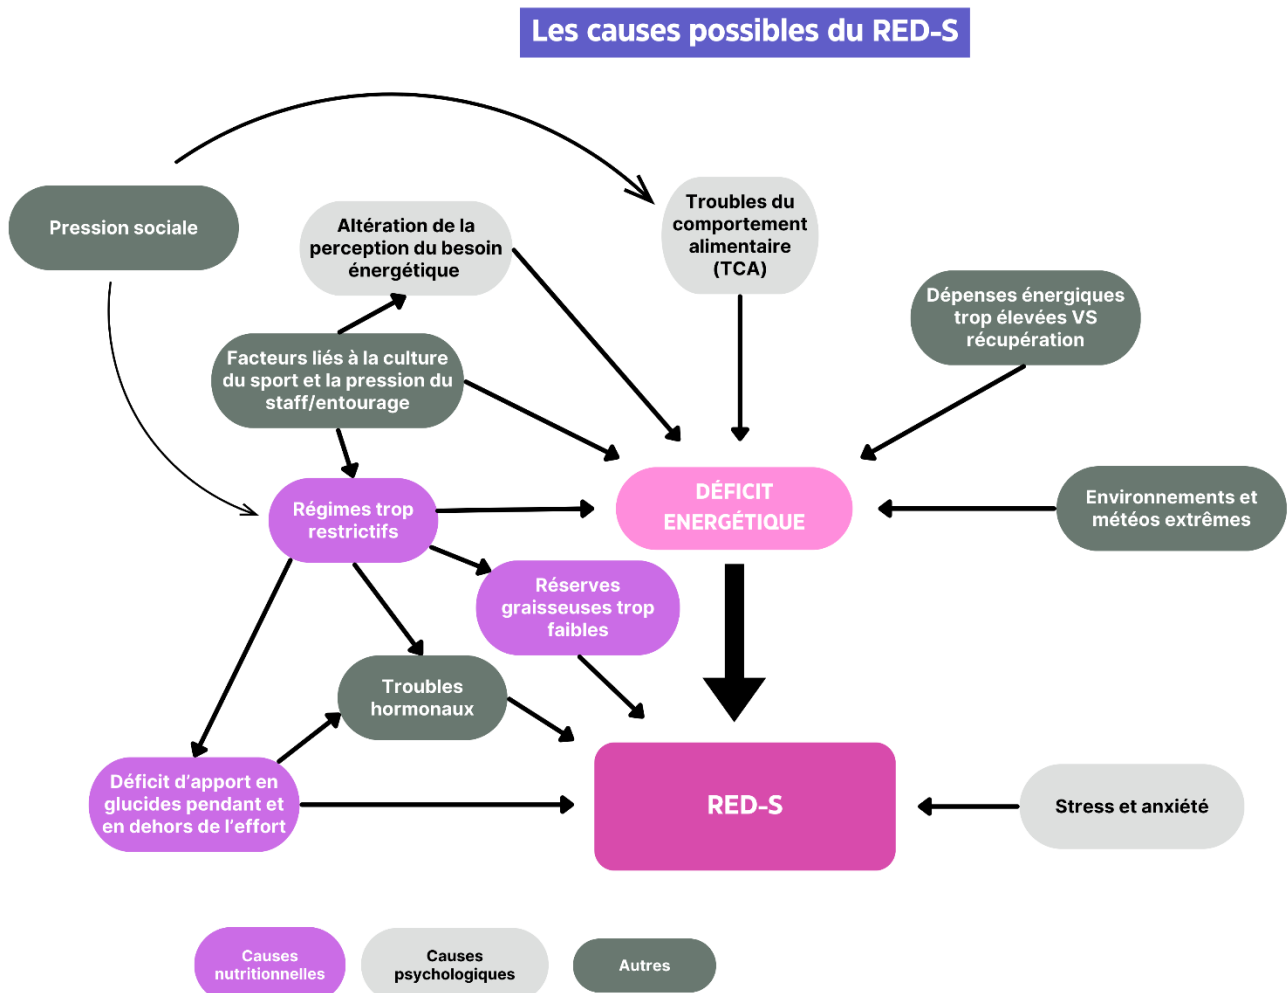 Les causes possibles du RED-S
Pression sociale
Altération de la
perception du besoin
énergétique
Troubles du
comportement
alimentaire
(TCA)
Dépenses énergiques
trop élevées VS
récupération
Facteurs liés à la culture
du sport et la pression du
staff/entourage
Régimes trop
restrictifs
DÉFICIT
ENERGÉTIQUE
Environnements et
météos extrêmes
Réserves
graisseuses trop
faibles
Troubles
hormonaux
Déficit d'apport en
glucides pendant et
en dehors de l'effort
RED-S
Stress et anxiété
Causes
nutritionnelles
Causes
psychologiques
Autres